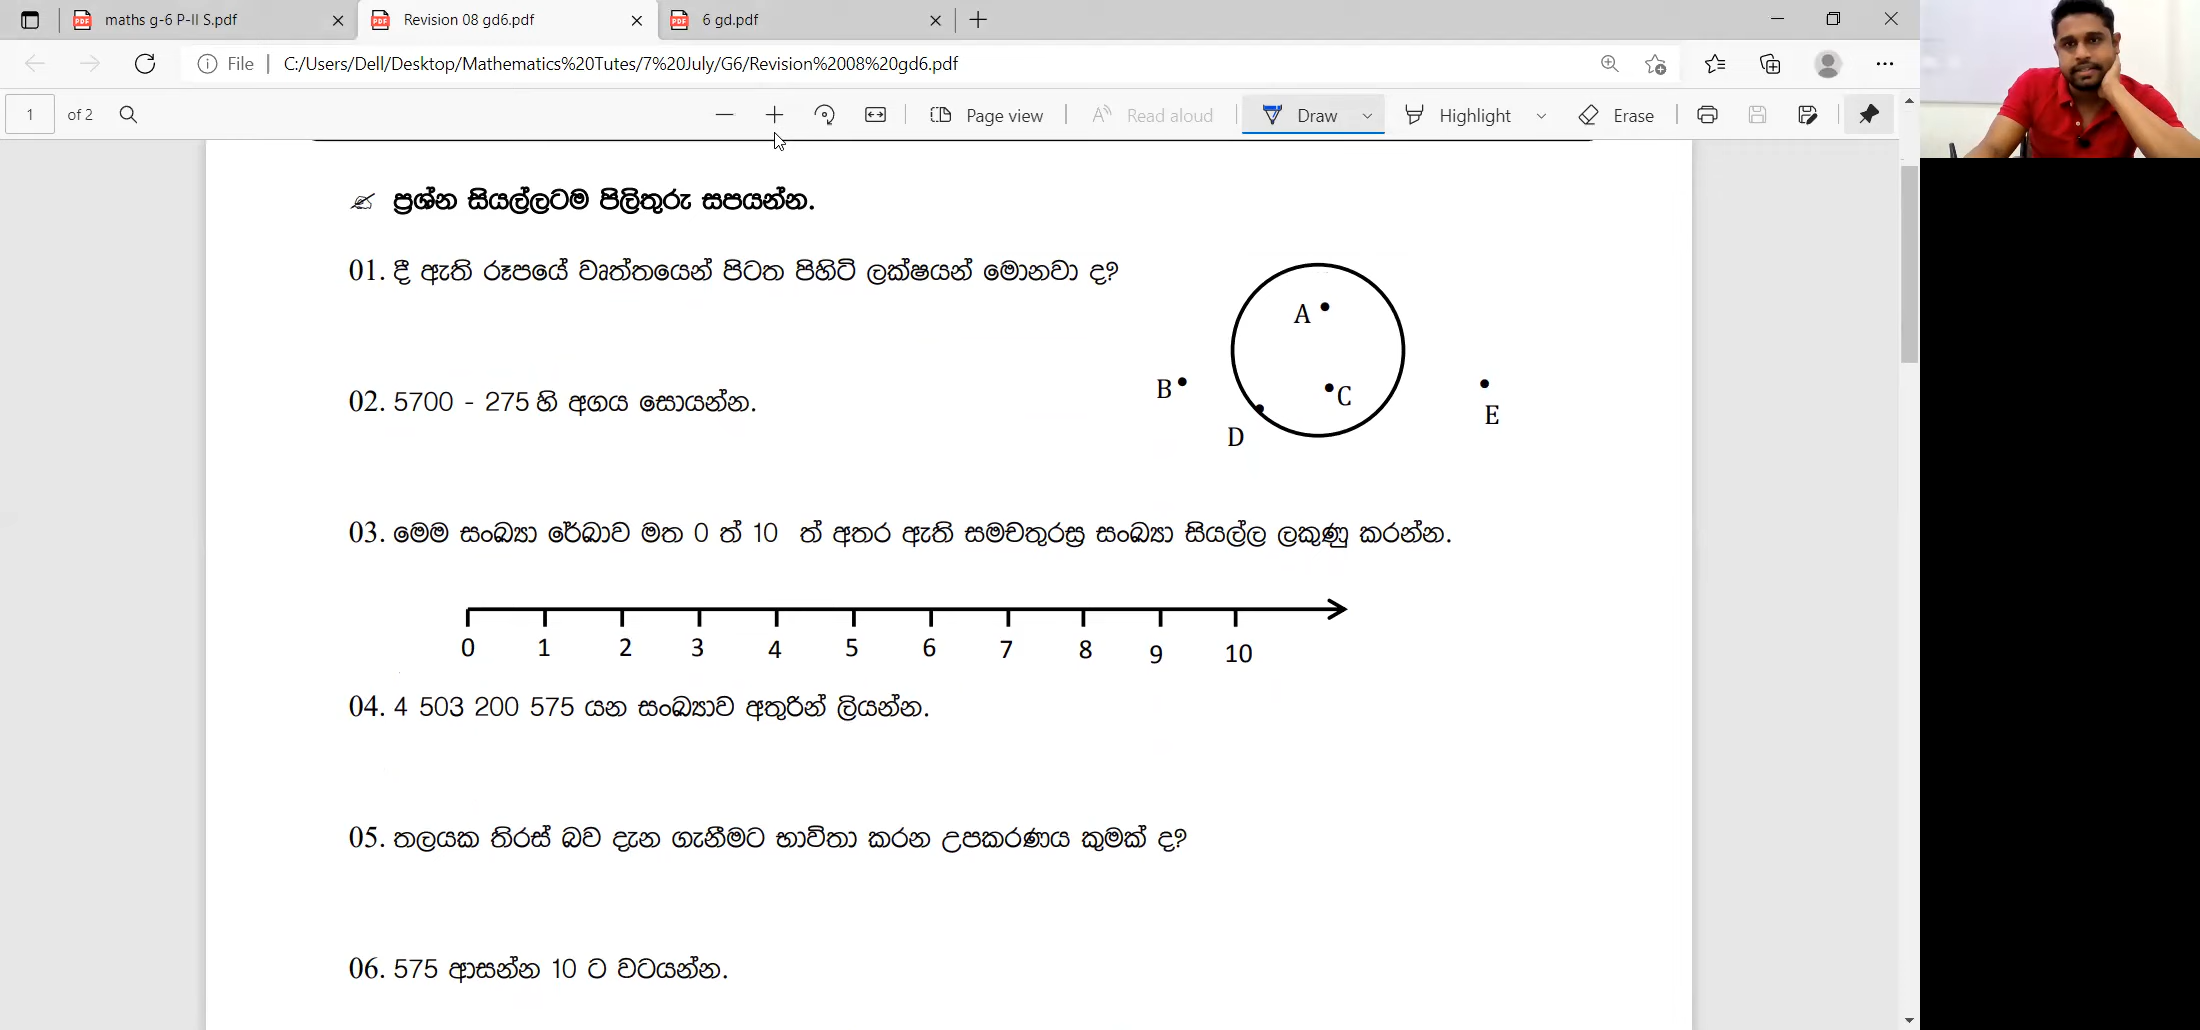 maths g-6 P-II S.pdf
Revision 08 gd6.pdf
6 gd.pdf
File
C:/Users/Dell/Desktop/Mathematics%20Tutes/7%20July/G6/Revision%2008%20gd6.pdf
1 of 2
Page view
Read aloud
Draw
Highlight
Erase
ප්‍රශ්න සියල්ලටම පිලිතුරු සපයන්න.
01. දී ඇති රූපයේ වෘත්තයෙන් පිටත පිහිටි ලක්ෂයන් මොනවා ද?
A
B
C
D
E
02. 5700 - 275 හි අගය සොයන්න.
03. මෙම සංඛ්‍යා රේඛාව මත 0 ත් 10 ත් අතර ඇති සමචතුරස්‍ර සංඛ්‍යා සියල්ල ලකුණු කරන්න.
0 1 2 3 4 5 6 7 8 9 10
04. 4 503 200 575 යන සංඛ්‍යාව අතුරින් ලියන්න.
05. තලයක තිරස් බව දැන ගැනීමට භාවිතා කරන උපකරණය කුමක් ද?
06. 575 ආසන්න 10 ට වටයන්න.